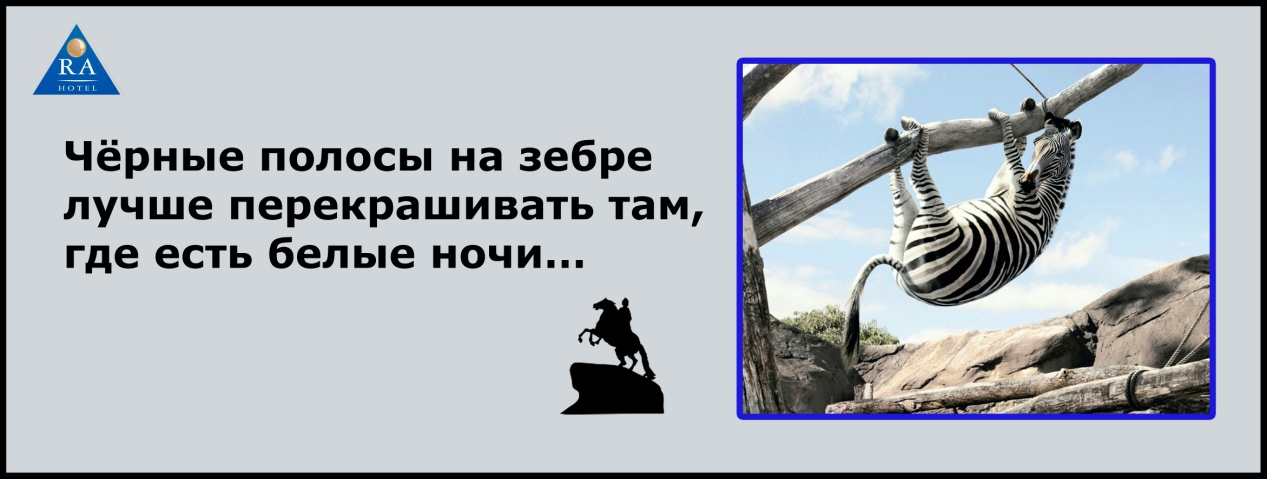 RA
HOTEL
Чёрные полосы на зебре
лучше перекрашивать там,
где есть белые ночи...